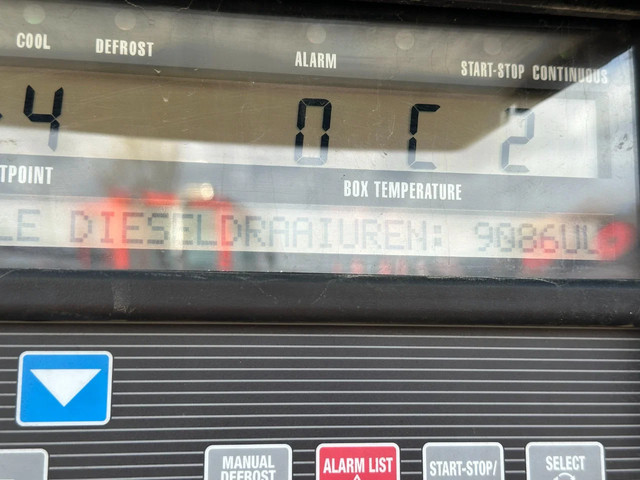 COOL DEFROST ALARM START-STOP CONTINUOUS
4 0 C 2
TPOINT BOX TEMPERATURE
LE DIESELDRAAIUREN: 9086UU
MANUAL DEFROST
ALARM LIST
START-STOP/
SELECT